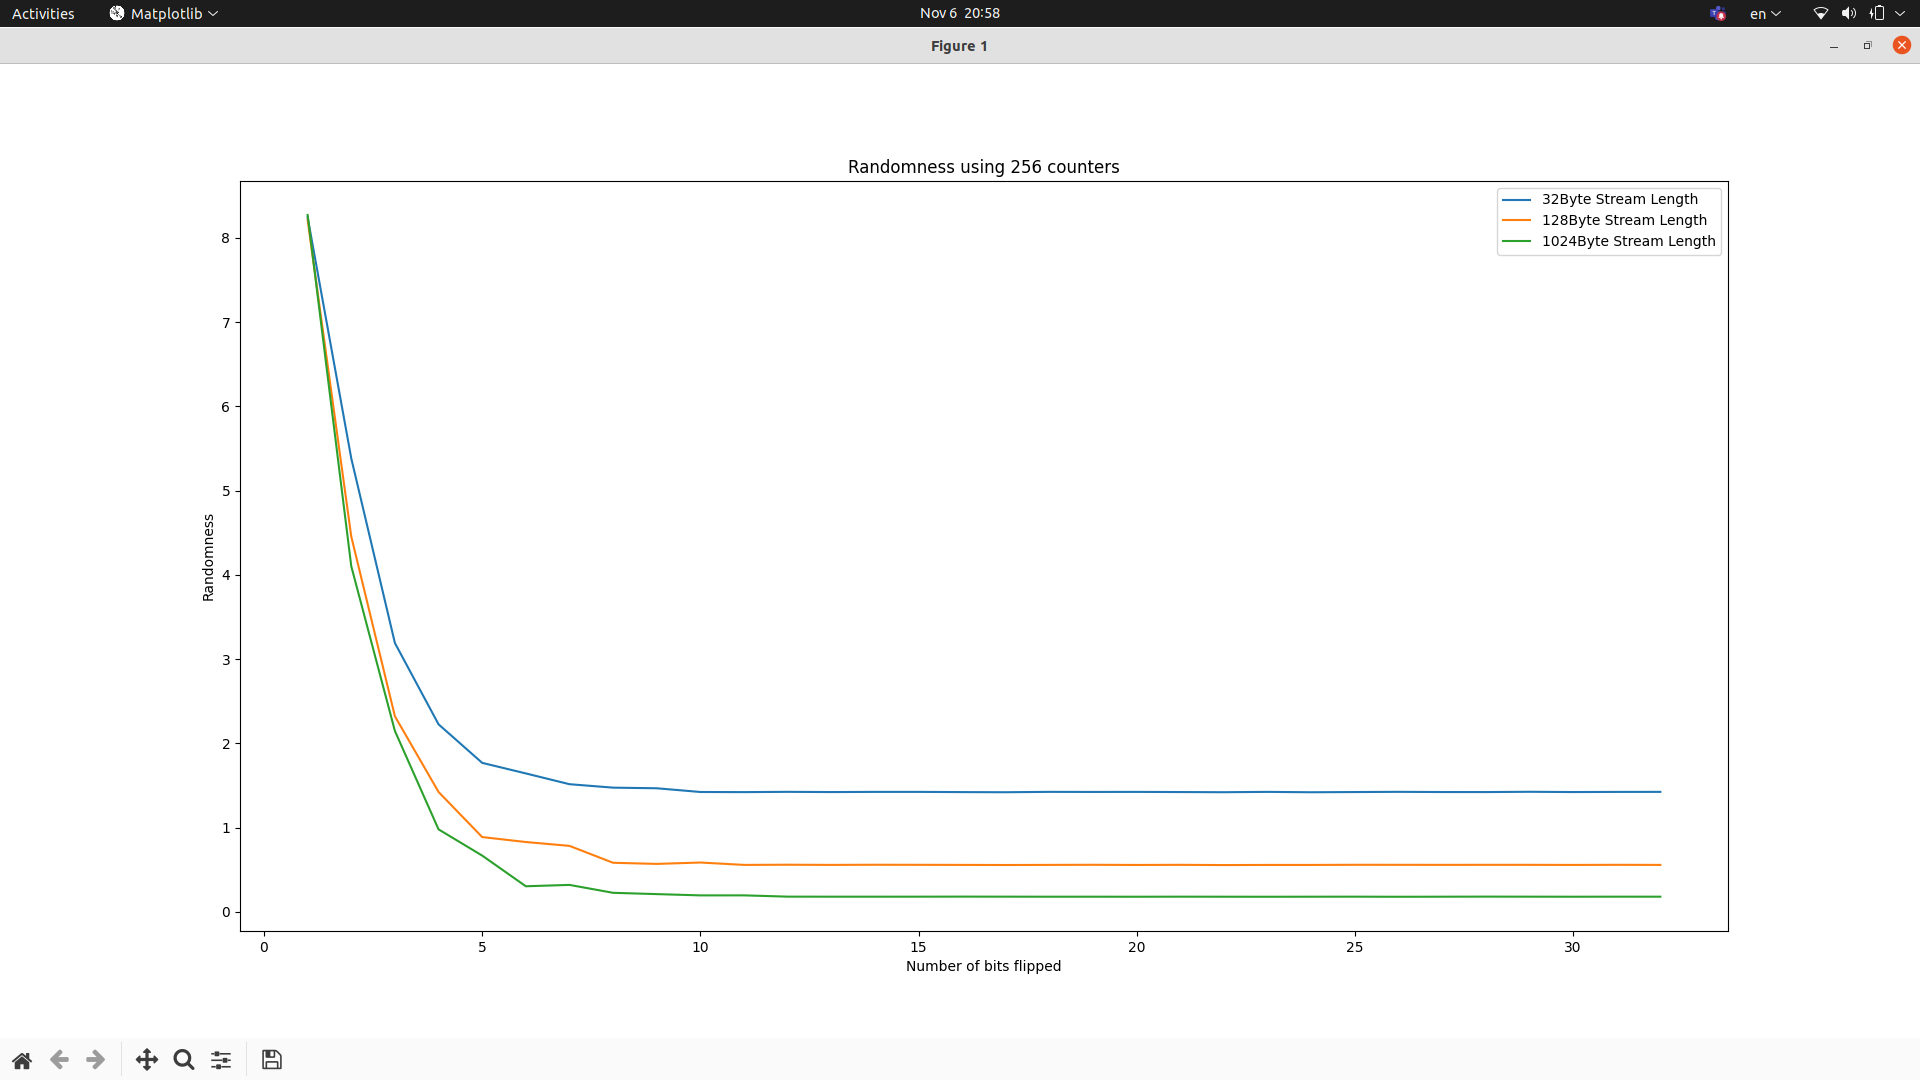 Activities Matplotlib Nov 6 20:58 en
Figure 1
Randomness using 256 counters
32Byte Stream Length
128Byte Stream Length
1024Byte Stream Length
8
7
6
5
4
3
2
1
0
Randomness
0 5 10 15 20 25 30
Number of bits flipped